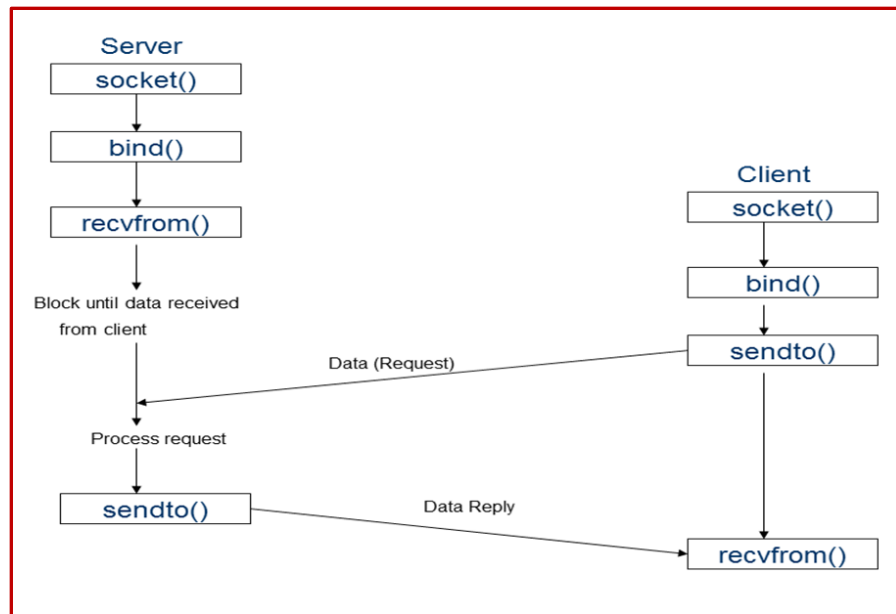 Server
socket()
bind()
recvfrom()
Block until data received
from client
Process request
sendto()
Client
socket()
bind()
sendto()
Data (Request)
Data Reply
recvfrom()